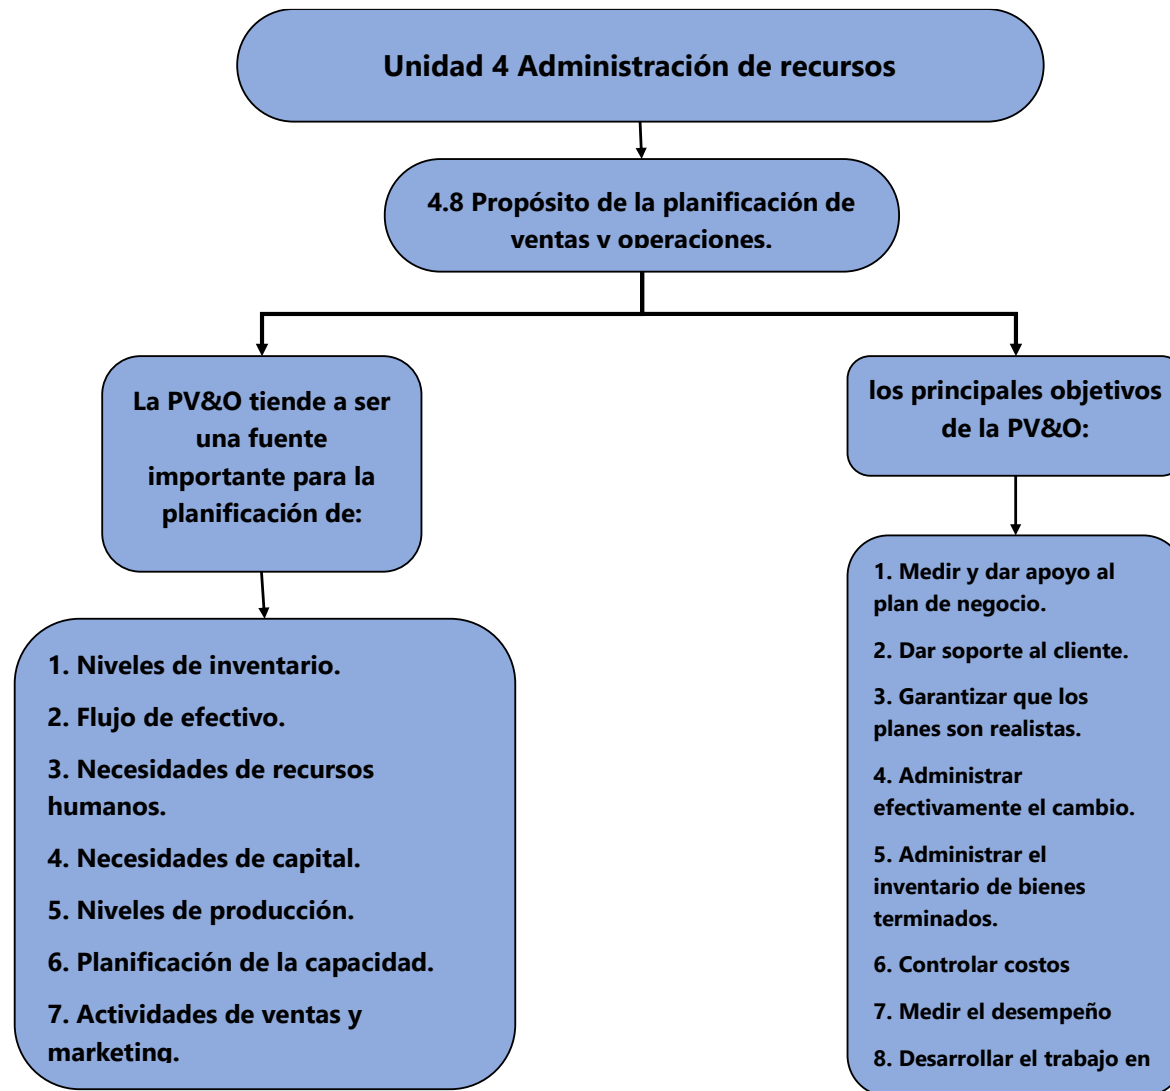 Unidad 4 Administración de recursos
4.8 Propósito de la planificación de
ventas y operaciones.
La PV&O tiende a ser
una fuente
importante para la
planificación de:
1. Niveles de inventario.
2. Flujo de efectivo.
3. Necesidades de recursos
humanos.
4. Necesidades de capital.
5. Niveles de producción.
6. Planificación de la capacidad.
7. Actividades de ventas y
marketing.
los principales objetivos
de la PV&O:
1. Medir y dar apoyo al
plan de negocio.
2. Dar soporte al cliente.
3. Garantizar que los
planes son realistas.
4. Administrar
efectivamente el cambio.
5. Administrar el
inventario de bienes
terminados.
6. Controlar costos
7. Medir el desempeño
8. Desarrollar el trabajo en